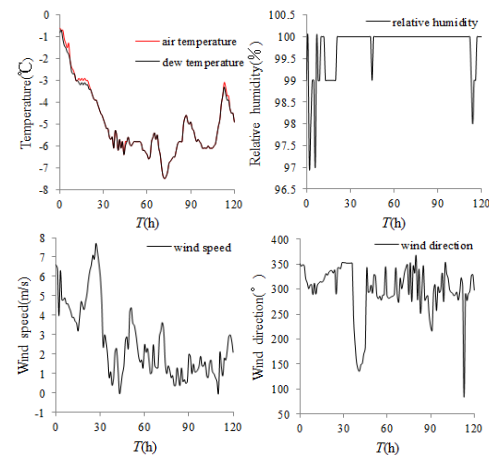 0
-1
-2
-3
-4
-5
-6
-7
-8
Temperature(℃)
air temperature
dew temperature
0 30 60 90 120
T(h)
100.5
100
99.5
99
98.5
98
97.5
97
96.5
Relative humidity(%)
relative humidity
0 30 60 90 120
T(h)
8
7
6
5
4
3
2
1
0
-1
Wind speed(m/s)
wind speed
0 30 60 90 120
T(h)
400
350
300
250
200
150
100
50
Wind direction(°)
wind direction
0 30 60 90 120
T(h)